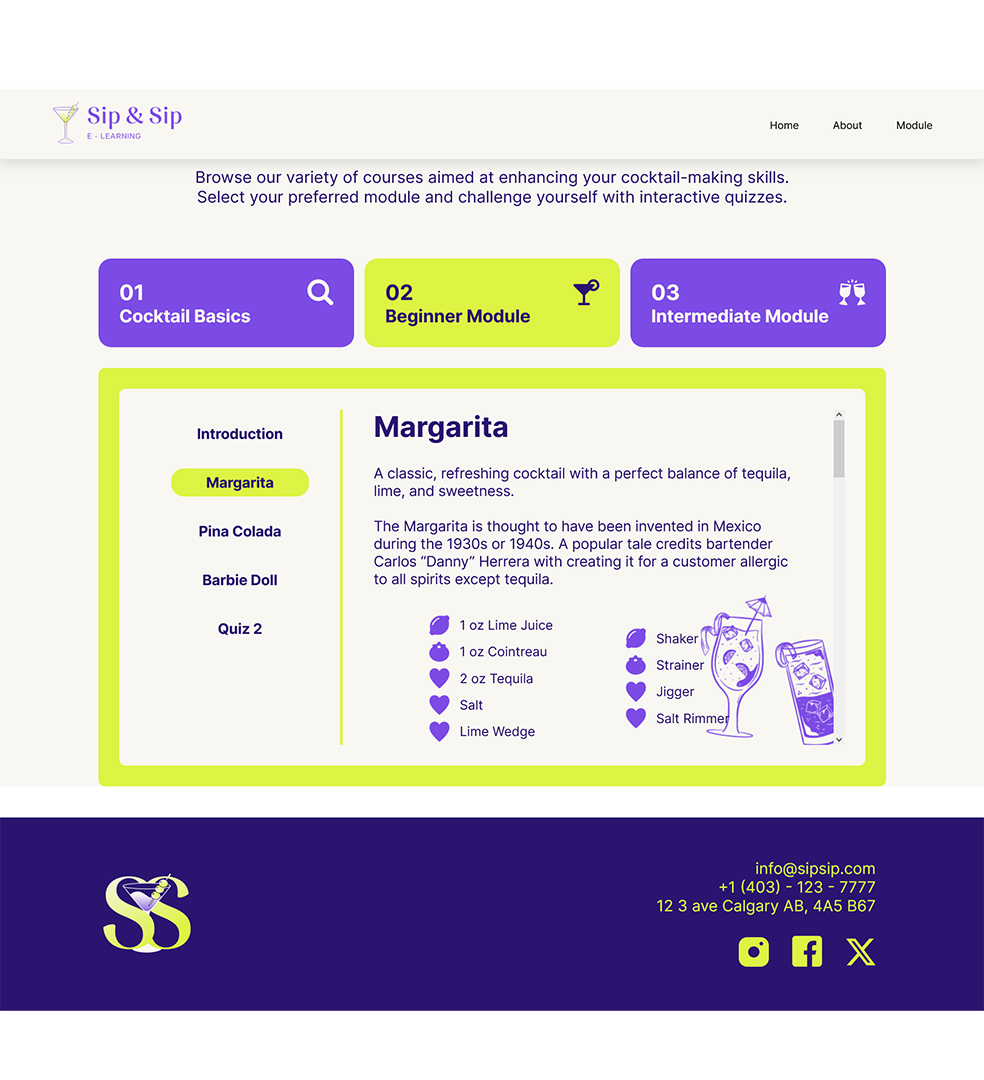 Sip & Sip
E - LEARNING
Home
About
Module
Browse our variety of courses aimed at enhancing your cocktail-making skills.
Select your preferred module and challenge yourself with interactive quizzes.
01
Cocktail Basics
02
Beginner Module
03
Intermediate Module
Introduction
Margarita
Pina Colada
Barbie Doll
Quiz 2
Margarita
A classic, refreshing cocktail with a perfect balance of tequila,
lime, and sweetness.
The Margarita is thought to have been invented in Mexico
during the 1930s or 1940s. A popular tale credits bartender
Carlos “Danny” Herrera with creating it for a customer allergic
to all spirits except tequila.
1 oz Lime Juice
1 oz Cointreau
2 oz Tequila
Salt
Lime Wedge
Shaker
Strainer
Jigger
Salt Rimmer
SS
info@sipsip.com
+1 (403) - 123 - 7777
12 3 ave Calgary AB, 4A5 B67